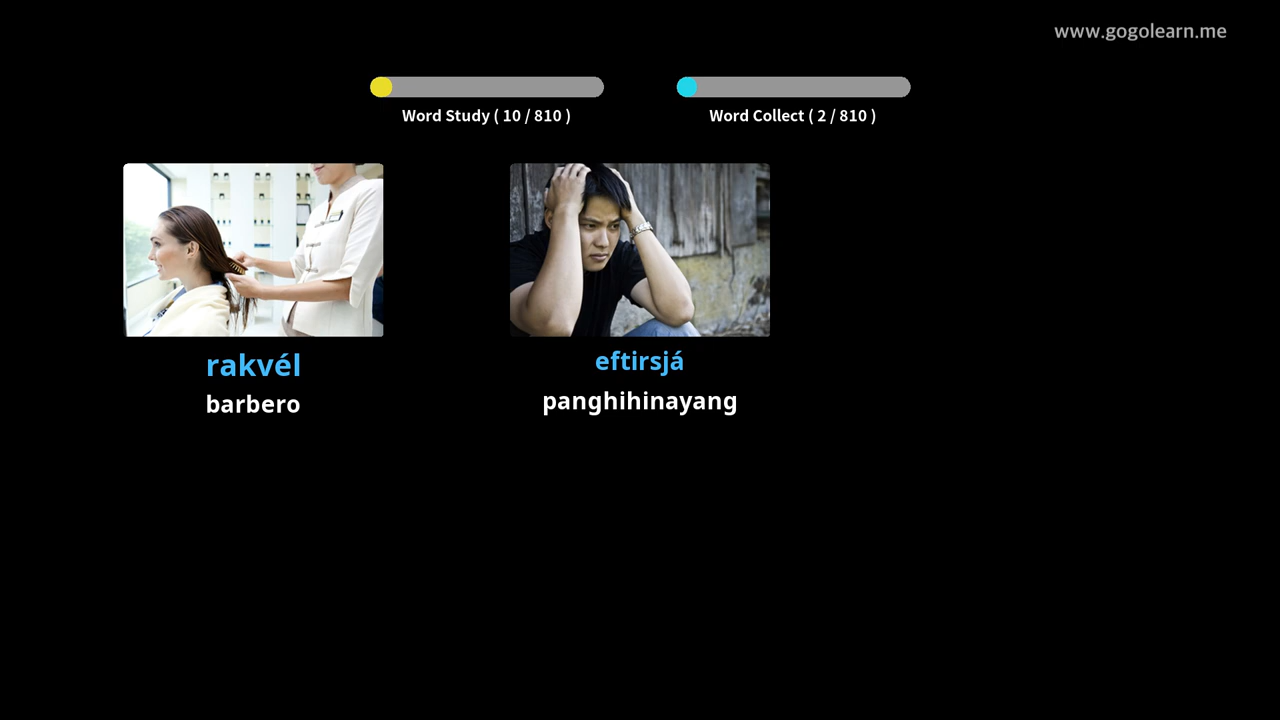 www.gogolearn.me
Word Study ( 10 / 810 )
Word Collect ( 2 / 810 )
rakvél
barbero
eftirsjá
panghihinayang